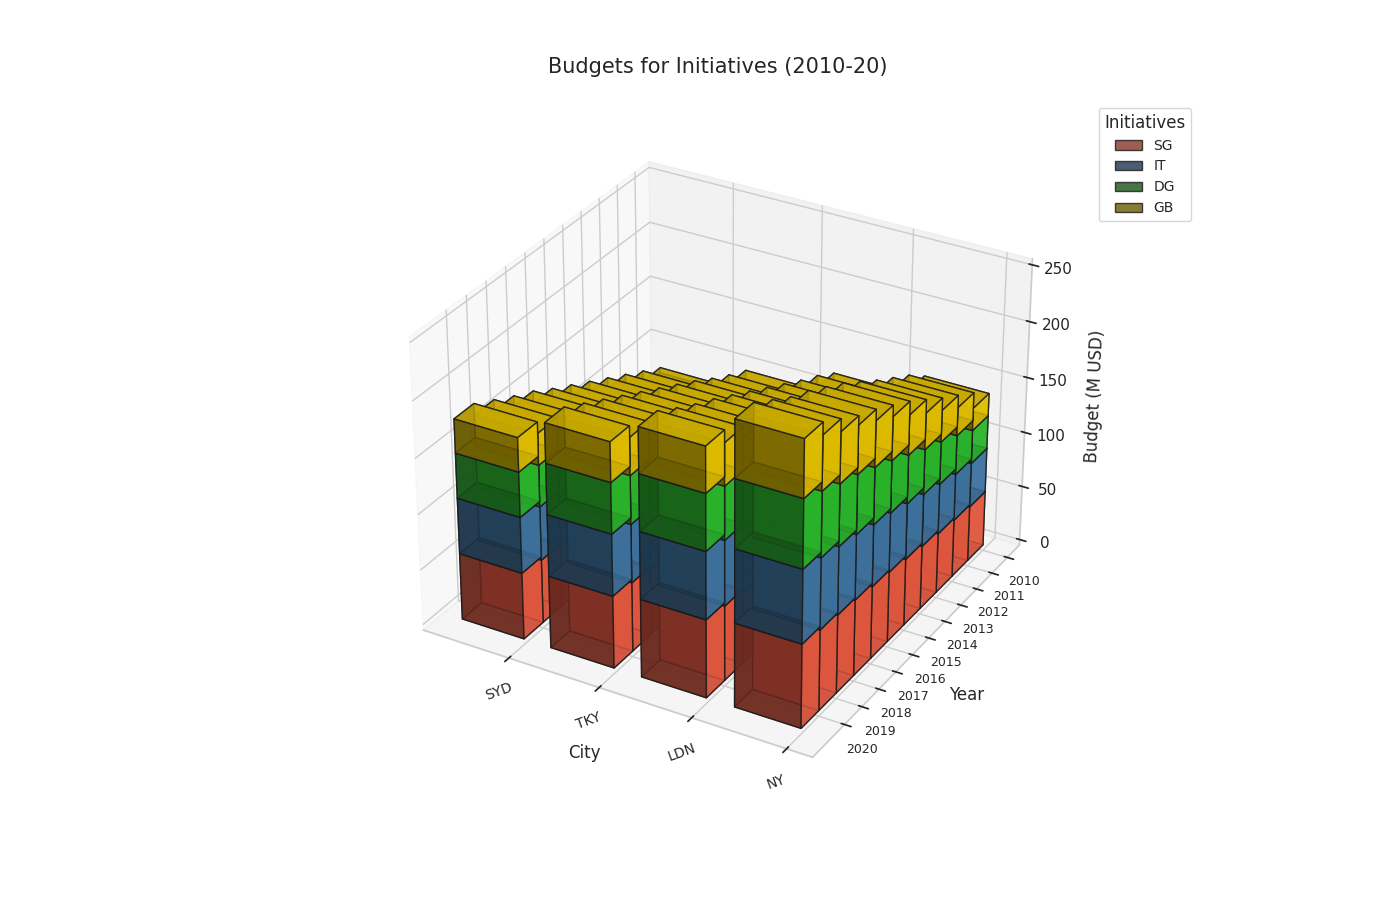 Budgets for Initiatives (2010-20)
Initiatives
SG
IT
DG
GB
250
200
150
100
50
0
Budget (M USD)
2010
2011
2012
2013
2014
2015
2016
2017
2018
2019
2020
Year
SYD
TKY
LDN
NY
City